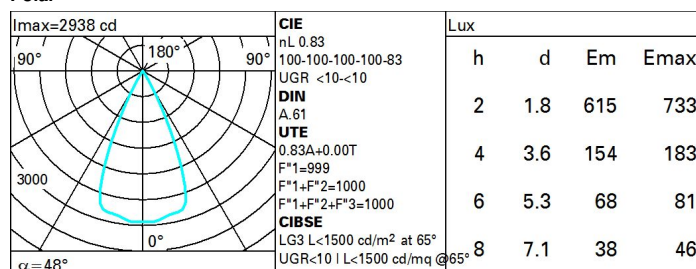 Imax=2938 cd
90° 180° 90°
3000
0°
α=48°
CIE
nL 0.83
100-100-100-100-83
UGR <10-<10
DIN
A.61
UTE
0.83A+0.00T
F"1=999
F"1+F"2=1000
F"1+F"2+F"3=1000
CIBSE
LG3 L<1500 cd/m² at 65°
UGR<10 | L<1500 cd/mq @65°
Lux
h d Em Emax
2 1.8 615 733
4 3.6 154 183
6 5.3 68 81
8 7.1 38 46